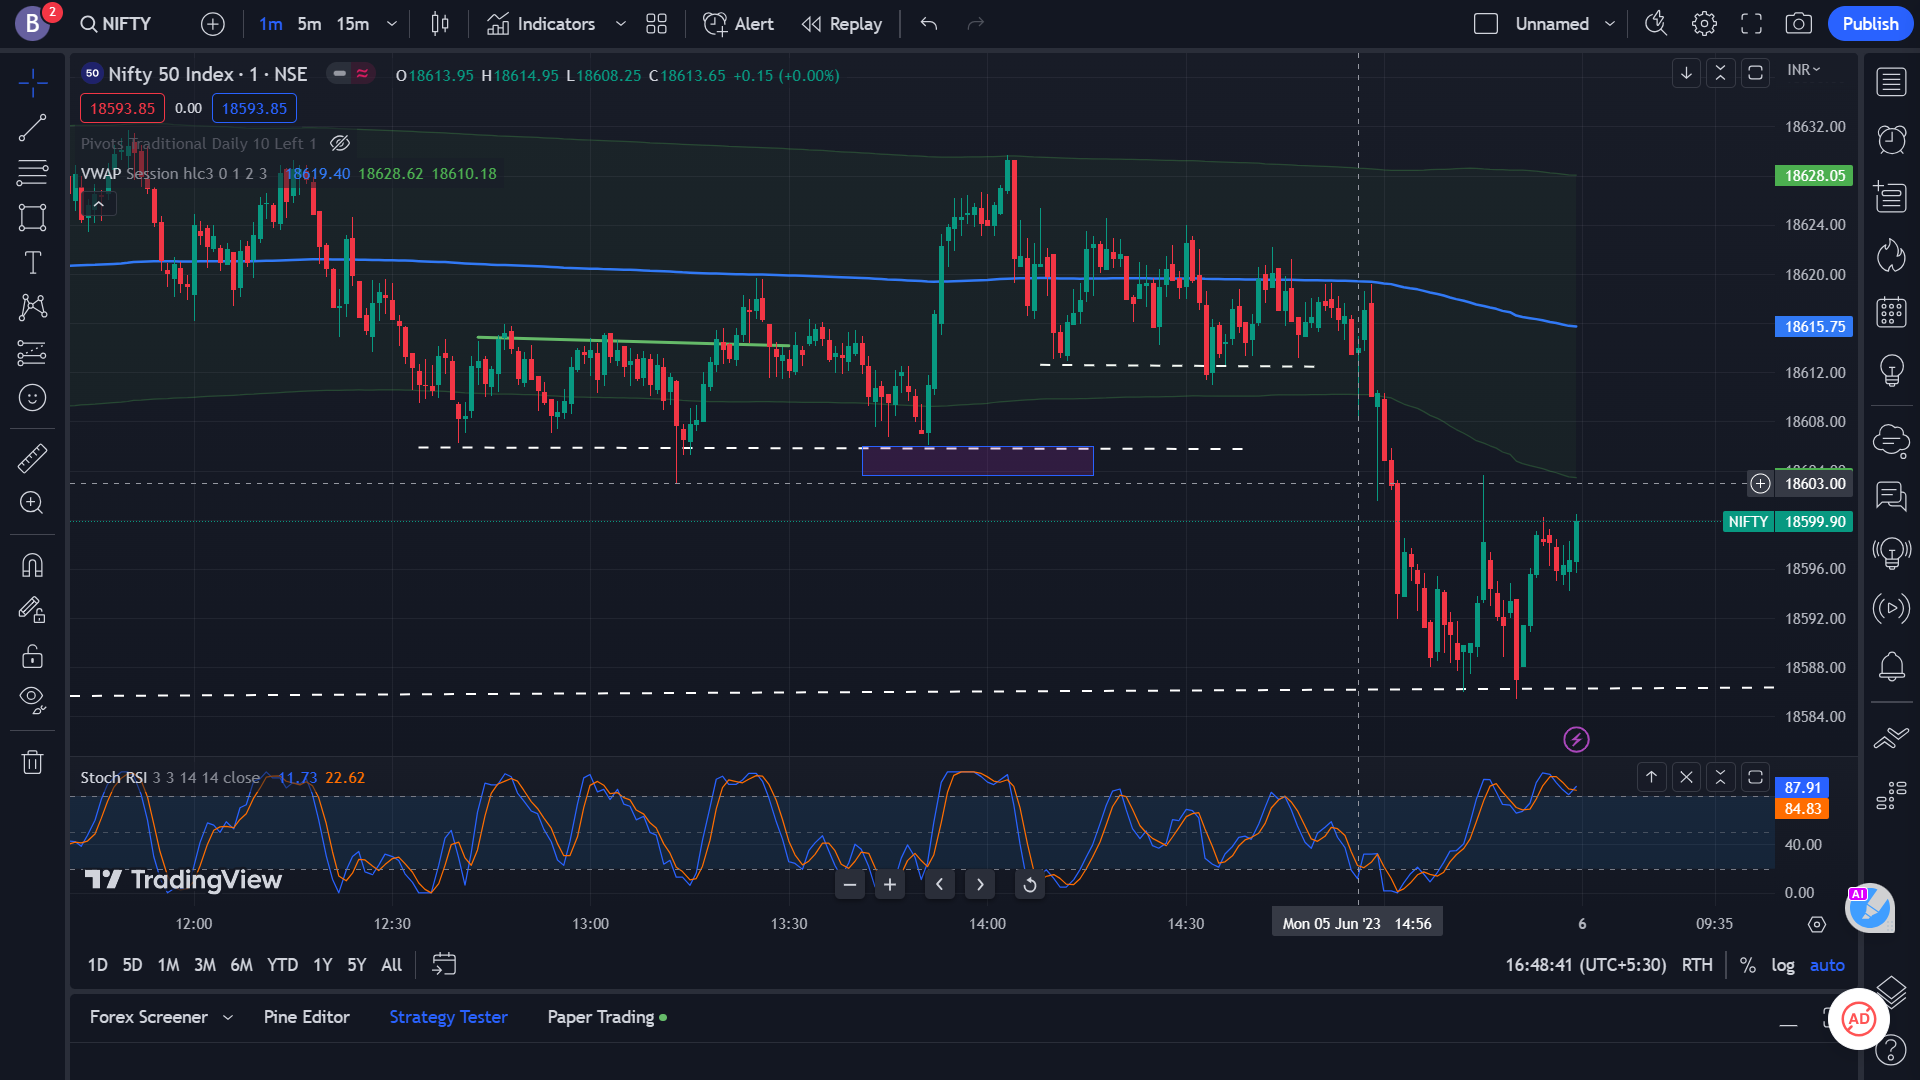 B 2 NIFTY 1m 5m 15m Indicators Alert Replay Unnamed Publish
50 Nifty 50 Index · 1 · NSE O18613.95 H18614.95 L18608.25 C18613.65 +0.15 (+0.00%) INR
18593.85 0.00 18593.85
18632.00
Pivots Traditional Daily 10 Left 1
VWAP Session hlc3 0 1 2 3 18619.40 18628.62 18610.18
18628.05
18624.00
18620.00
18615.75
18612.00
18608.00
18603.00
NIFTY 18599.90
18596.00
18592.00
18588.00
18584.00
Stoch RSI 3 3 14 14 close 11.73 22.62
87.91
84.83
40.00
TradingView
0.00
AI
12:00 12:30 13:00 13:30 14:00 14:30 Mon 05 Jun '23 14:56 6 09:35
1D 5D 1M 3M 6M YTD 1Y 5Y All 16:48:41 (UTC+5:30) RTH % log auto
Forex Screener Pine Editor Strategy Tester Paper Trading
AD